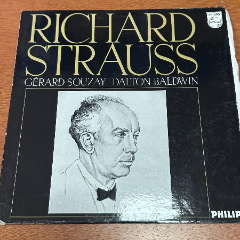 RICHARD
STRAUSS
GÉRARD SOUZAY DALTON BALDWIN
PHILIPS